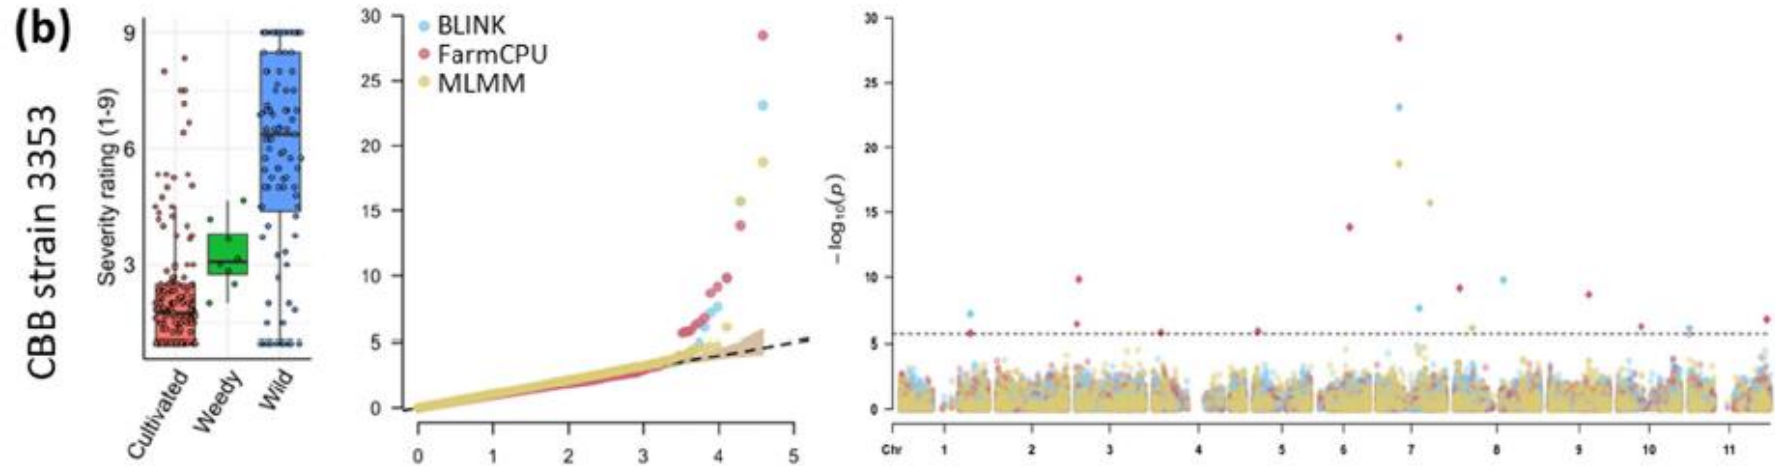 (b)
CBB strain 3353
Severity rating (1-9)
9
6
3
Cultivated
Weedy
Wild
30
25
20
15
10
5
0
BLINK
FarmCPU
MLMM
0 1 2 3 4 5
−log₁₀(p)
30
25
20
15
10
5
0
Chr 1 2 3 4 5 6 7 8 9 10 11